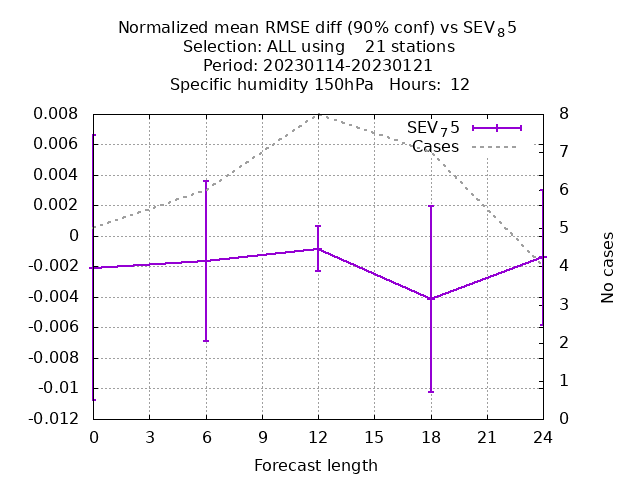 Normalized mean RMSE diff (90% conf) vs SEV₈5
Selection: ALL using 21 stations
Period: 20230114-20230121
Specific humidity 150hPa Hours: 12
SEV₇5
Cases
0.008
0.006
0.004
0.002
0
-0.002
-0.004
-0.006
-0.008
-0.01
-0.012
8
7
6
5
4
3
2
1
0
No cases
0 3 6 9 12 15 18 21 24
Forecast length